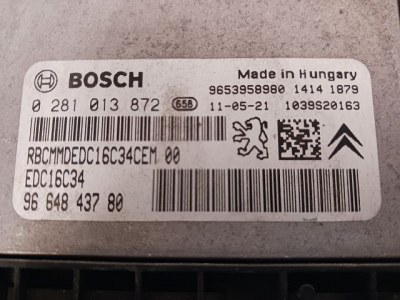 BOSCH
Made in Hungary
9653958980 1414 1879
0 281 013 872 658 11-05-21 1039S20163
RBCMMDEDC16C34CEM 00
EDC16C34
96 648 437 80